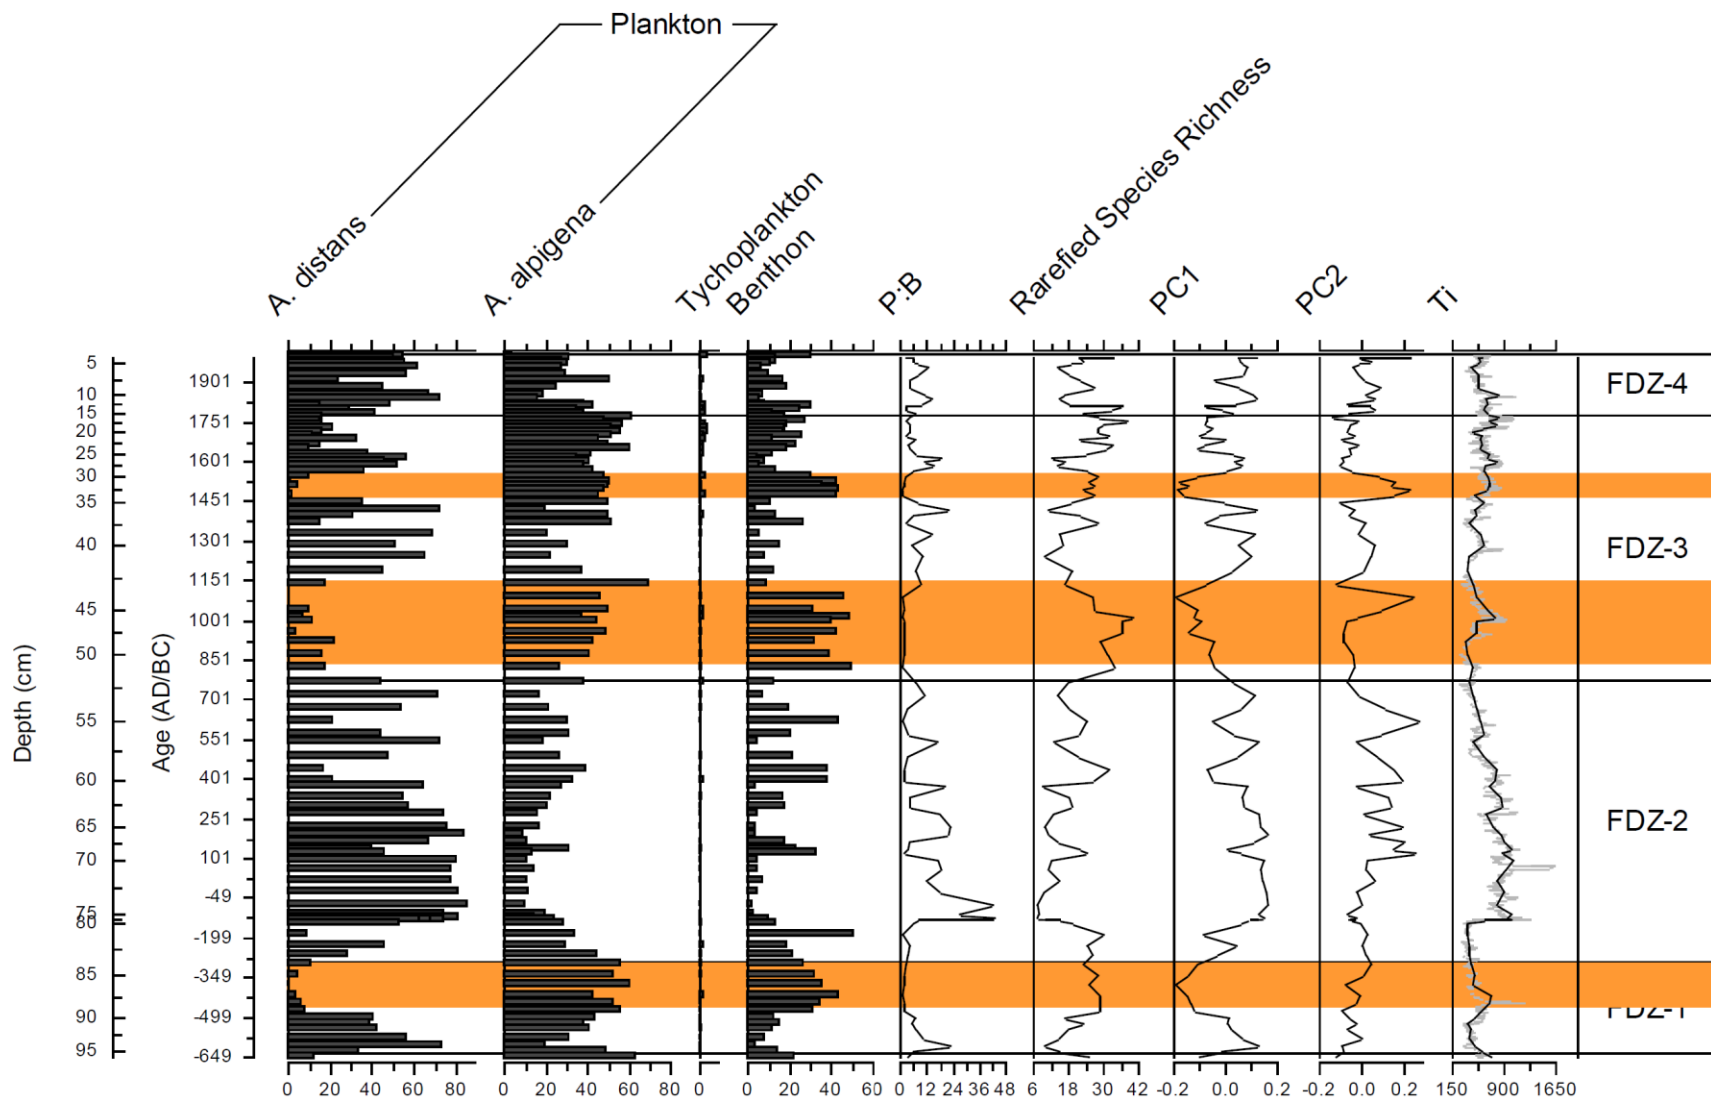 Plankton
A. distans
A. alpigena
Tychoplankton
Benthon
P:B
Rarefied Species Richness
PC1
PC2
Ti
Depth (cm)
5
10
15
20
25
30
35
40
45
50
55
60
65
70
75
80
85
90
95
Age (AD/BC)
1901
1751
1601
1451
1301
1151
1001
851
701
551
401
251
101
-49
-199
-349
-499
-649
FDZ-4
FDZ-3
FDZ-2
FDZ-1
0 20 40 60 80
0 20 40 60 80
0
0 20 40 60
0 12 24 36 48
6 18 30 42
-0.2 0.0 0.2
-0.2 0.0 0.2
150 900 1650